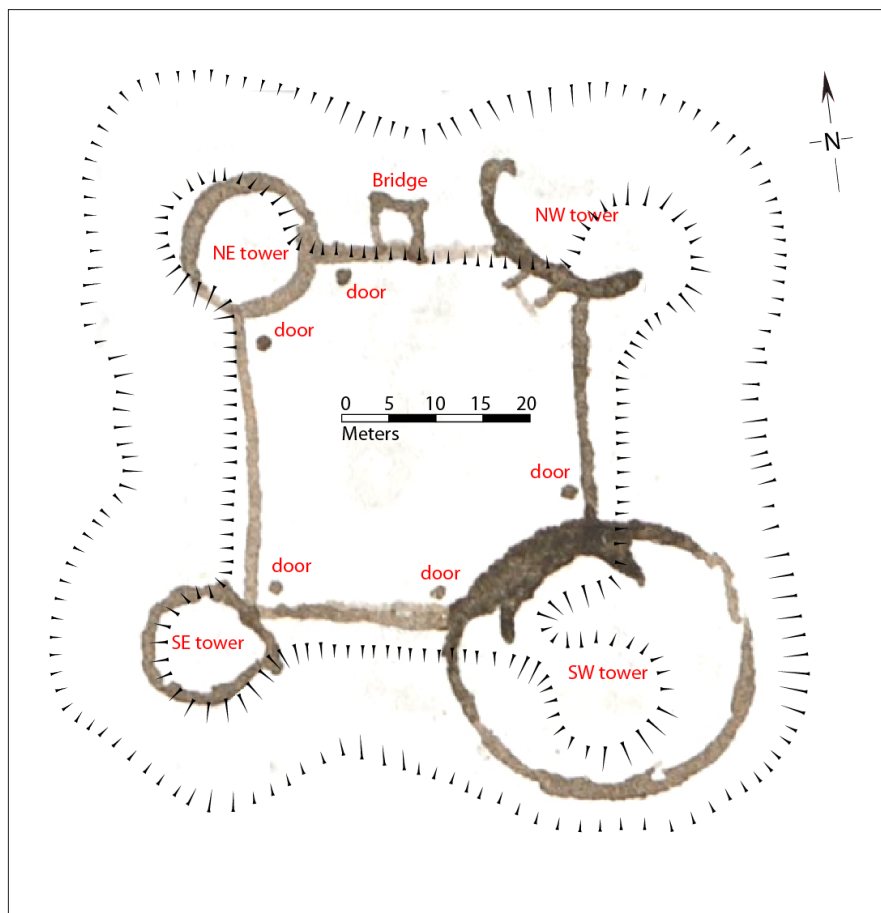 N
Bridge
NW tower
NE tower
door
door
0 5 10 15 20
Meters
door
door
door
SE tower
SW tower